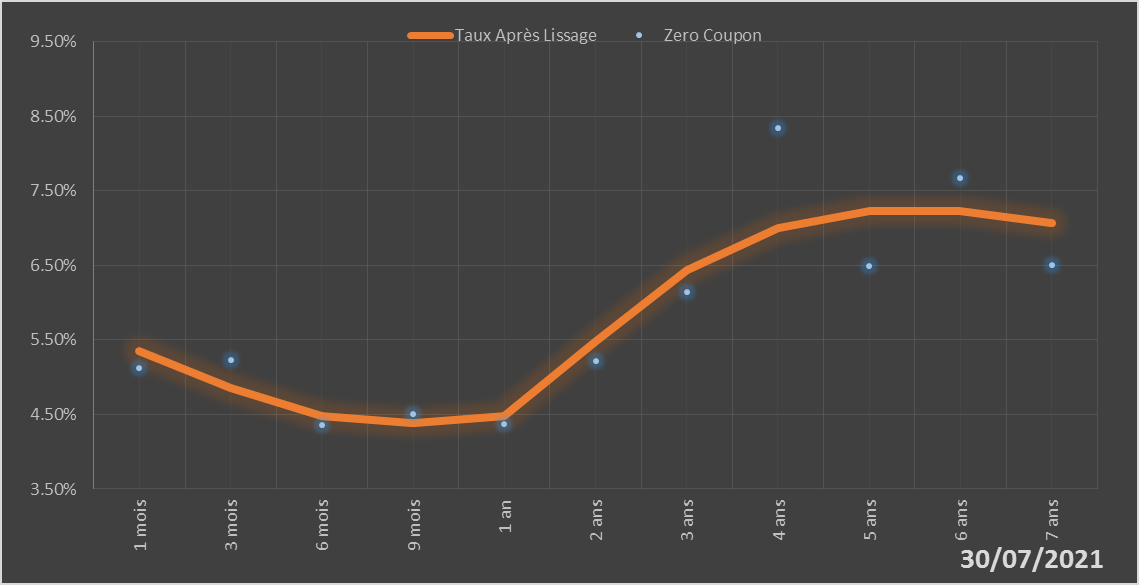 Taux Après Lissage Zero Coupon
9.50%
8.50%
7.50%
6.50%
5.50%
4.50%
3.50%
1 mois
3 mois
6 mois
9 mois
1 an
2 ans
3 ans
4 ans
5 ans
6 ans
7 ans
30/07/2021